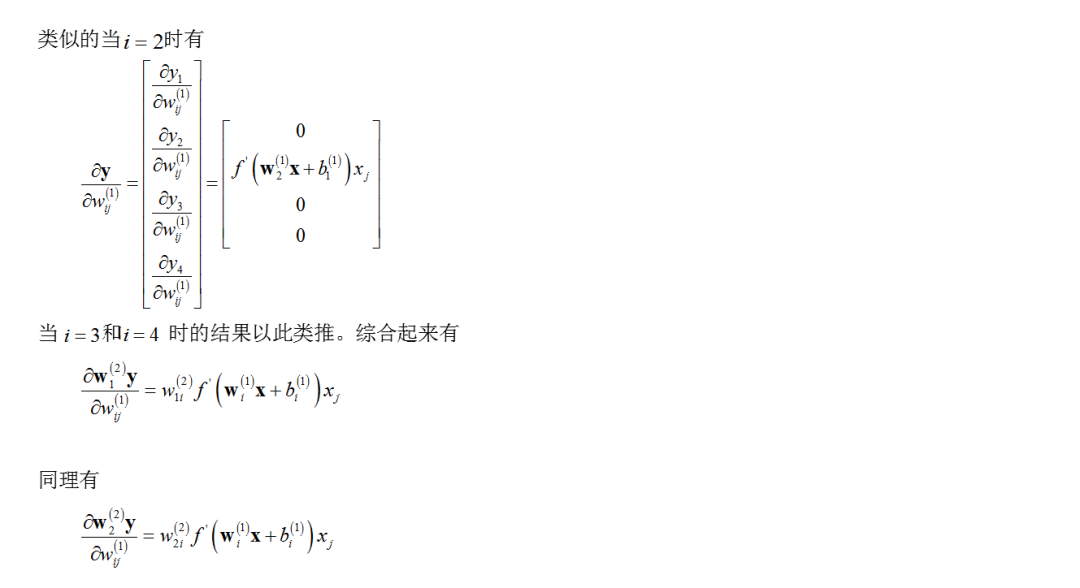 类似的当 i = 2时有
\frac{\partial \mathbf{y}}{\partial w_{ij}^{(1)}} = \begin{bmatrix} \frac{\partial y_1}{\partial w_{ij}^{(1)}} \\ \frac{\partial y_2}{\partial w_{ij}^{(1)}} \\ \frac{\partial y_3}{\partial w_{ij}^{(1)}} \\ \frac{\partial y_4}{\partial w_{ij}^{(1)}} \end{bmatrix} = \begin{bmatrix} 0 \\ f^{'}\left(\mathbf{w}_2^{(1)}\mathbf{x}+b_1^{(1)}\right)x_j \\ 0 \\ 0 \end{bmatrix}
当 i = 3和i = 4 时的结果以此类推。综合起来有
\frac{\partial \mathbf{w}_1^{(2)}\mathbf{y}}{\partial w_{ij}^{(1)}} = w_{1i}^{(2)} f^{'}\left(\mathbf{w}_i^{(1)}\mathbf{x}+b_i^{(1)}\right)x_j
同理有
\frac{\partial \mathbf{w}_2^{(2)}\mathbf{y}}{\partial w_{ij}^{(1)}} = w_{2i}^{(2)} f^{'}\left(\mathbf{w}_i^{(1)}\mathbf{x}+b_i^{(1)}\right)x_j